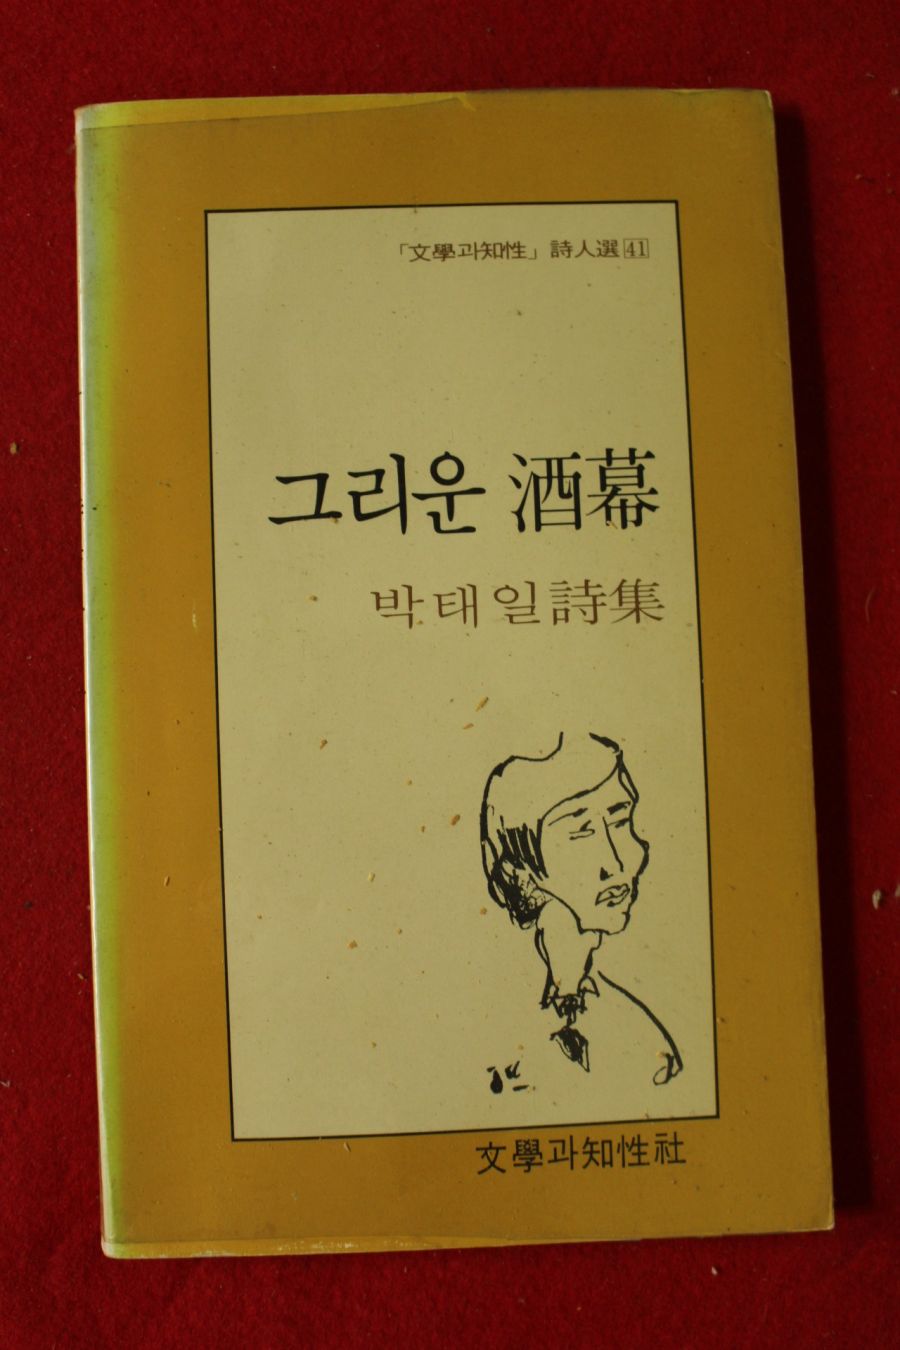 「文學과知性」詩人選 41
그리운 酒幕
박태일詩集
文學과知性社